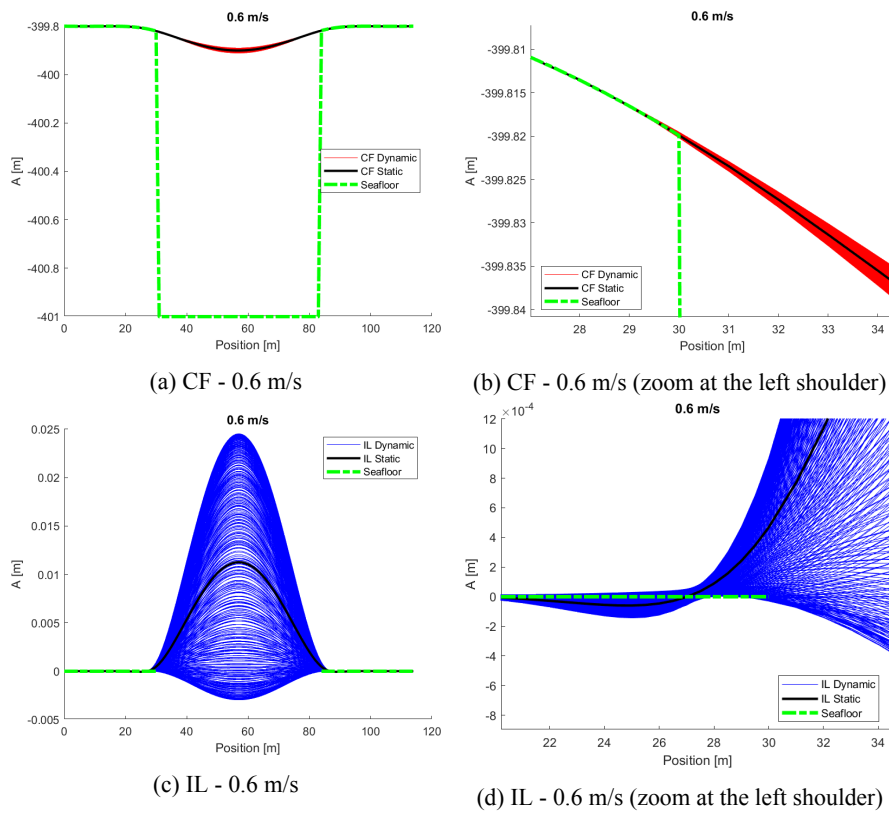 0.6 m/s
-399.8
-400
-400.2
-400.4
-400.6
-400.8
-401
A [m]
CF Dynamic
CF Static
Seafloor
0 20 40 60 80 100 120
Position [m]
(a) CF - 0.6 m/s
0.6 m/s
-399.81
-399.815
-399.82
-399.825
-399.83
-399.835
-399.84
A [m]
CF Dynamic
CF Static
Seafloor
28 29 30 31 32 33 34
Position [m]
(b) CF - 0.6 m/s (zoom at the left shoulder)
0.6 m/s
0.025
0.02
0.015
0.01
0.005
0
-0.005
A [m]
IL Dynamic
IL Static
Seafloor
0 20 40 60 80 100 120
Position [m]
(c) IL - 0.6 m/s
0.6 m/s
×10⁻⁴
12
10
8
6
4
2
0
-2
-4
-6
-8
A [m]
IL Dynamic
IL Static
Seafloor
22 24 26 28 30 32 34
Position [m]
(d) IL - 0.6 m/s (zoom at the left shoulder)